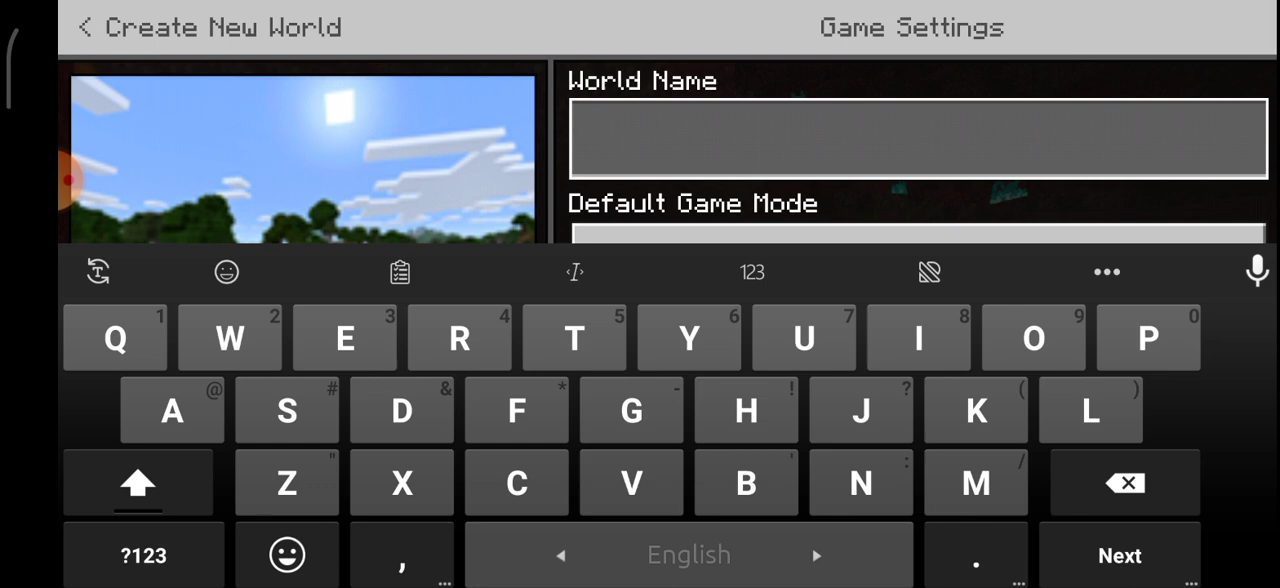 Create New World
Game Settings
World Name
Default Game Mode
123
Q 1 W 2 E 3 R 4 T 5 Y 6 U 7 I 8 O 9 P 0
A @ S # D & F * G - H ! J ? K ( L )
Z " X C V B ' N : M /
?123 , English . Next